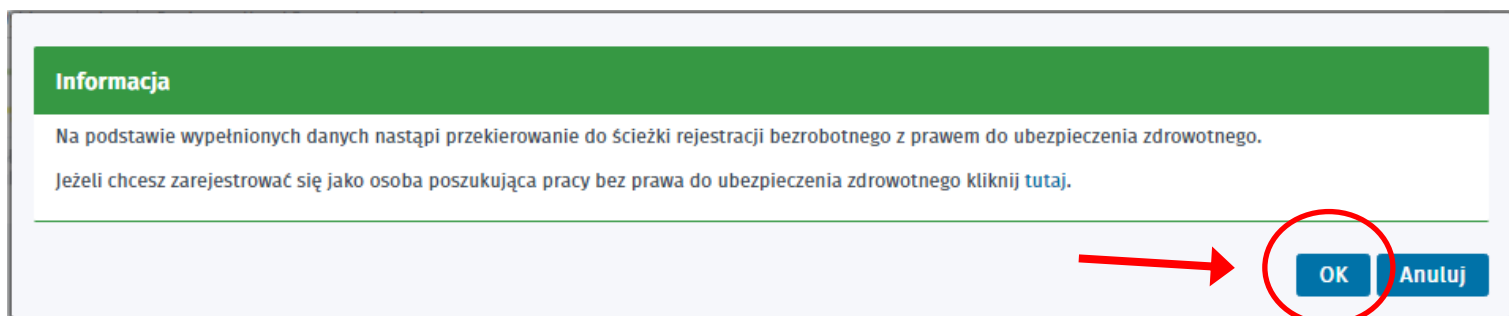 Informacja
Na podstawie wypełnionych danych nastąpi przekierowanie do ścieżki rejestracji bezrobotnego z prawem do ubezpieczenia zdrowotnego.
Jeżeli chcesz zarejestrować się jako osoba poszukująca pracy bez prawa do ubezpieczenia zdrowotnego kliknij tutaj.
OK Anuluj